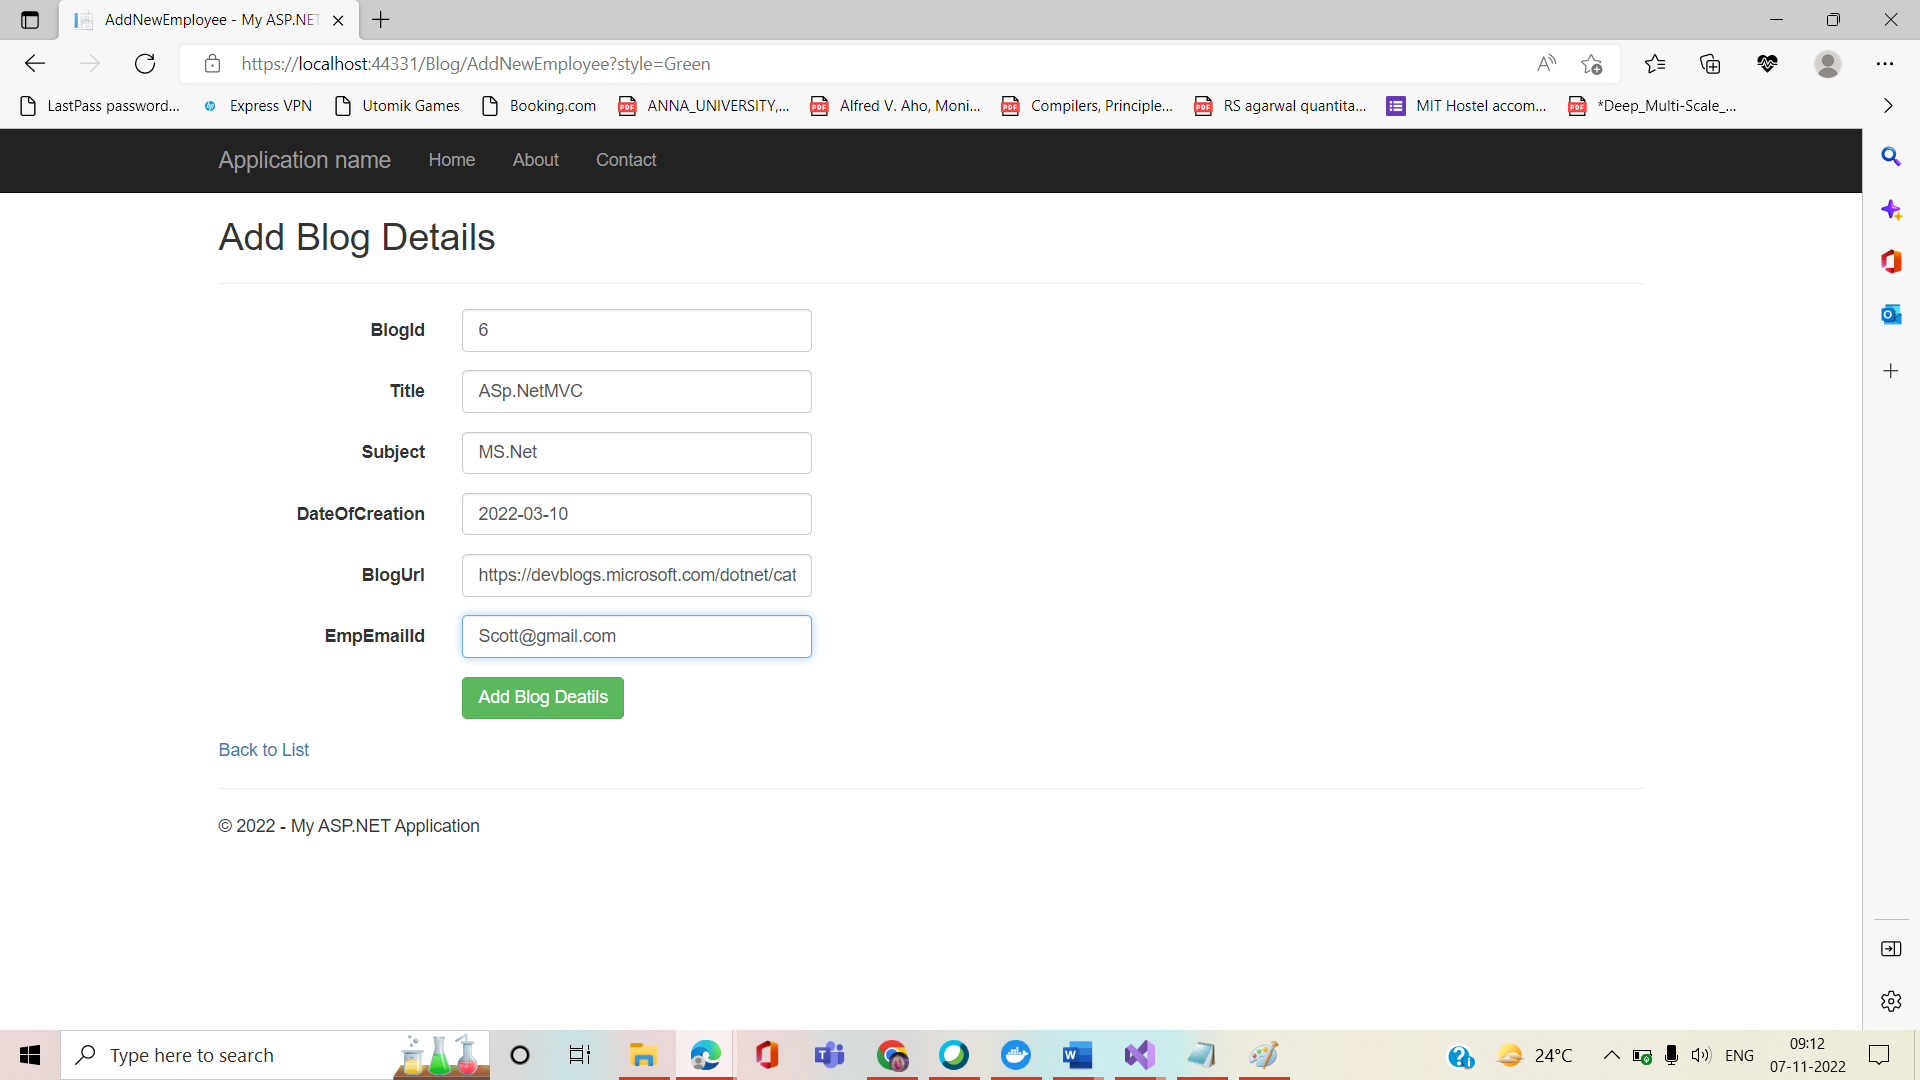 AddNewEmployee - My ASP.NET
https://localhost:44331/Blog/AddNewEmployee?style=Green
LastPass password... Express VPN Utomik Games Booking.com ANNA_UNIVERSITY,... Alfred V. Aho, Moni... Compilers, Principle... RS agarwal quantita... MIT Hostel accom... *Deep_Multi-Scale_...
Application name Home About Contact
Add Blog Details
BlogId 6
Title ASp.NetMVC
Subject MS.Net
DateOfCreation 2022-03-10
BlogUrl https://devblogs.microsoft.com/dotnet/cat
EmpEmailId Scott@gmail.com
Add Blog Deatils
Back to List
© 2022 - My ASP.NET Application
Type here to search 24°C ENG 09:12
07-11-2022